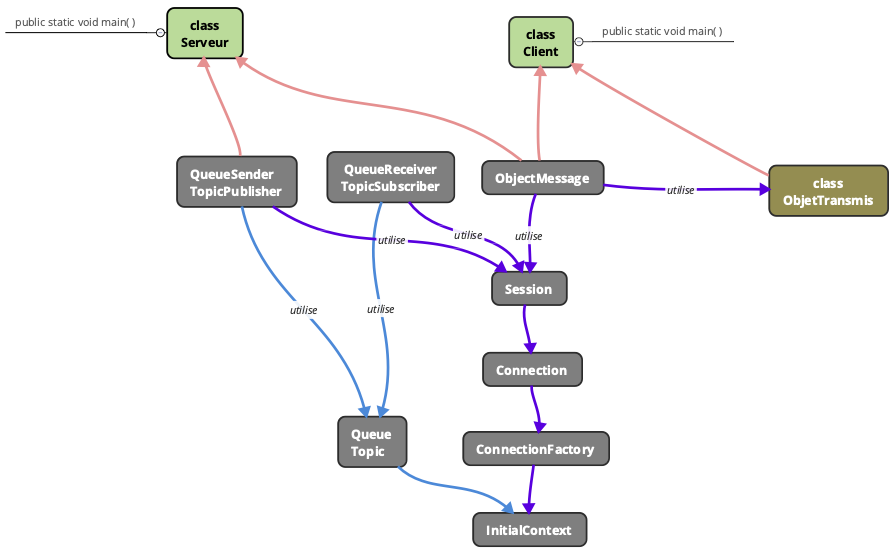 public static void main( )
class
Serveur
class
Client
public static void main( )
QueueSender
TopicPublisher
QueueReceiver
TopicSubscriber
ObjectMessage
utilise
class
ObjetTransmis
utilise
utilise
utilise
Session
utilise
utilise
Connection
Queue
Topic
ConnectionFactory
InitialContext